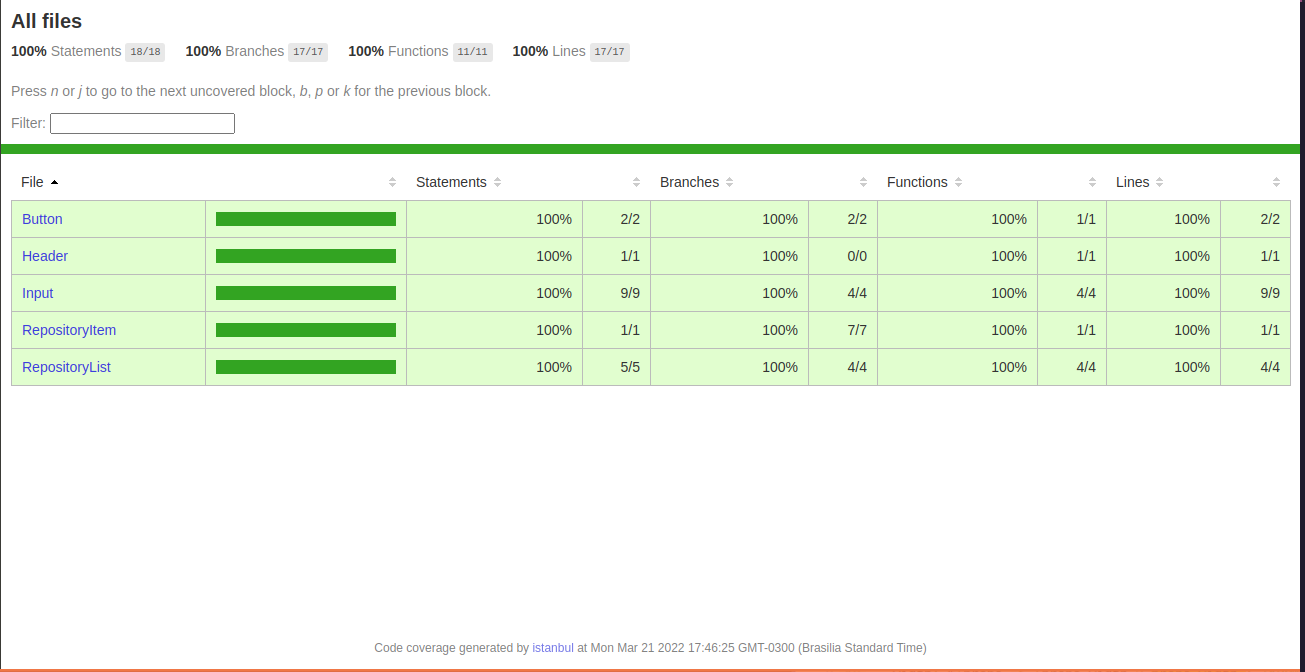 All files
100% Statements 18/18 100% Branches 17/17 100% Functions 11/11 100% Lines 17/17
Press n or j to go to the next uncovered block, b, p or k for the previous block.
Filter:
File Statements Branches Functions Lines
Button 100% 2/2 100% 2/2 100% 1/1 100% 2/2
Header 100% 1/1 100% 0/0 100% 1/1 100% 1/1
Input 100% 9/9 100% 4/4 100% 4/4 100% 9/9
RepositoryItem 100% 1/1 100% 7/7 100% 1/1 100% 1/1
RepositoryList 100% 5/5 100% 4/4 100% 4/4 100% 4/4
Code coverage generated by istanbul at Mon Mar 21 2022 17:46:25 GMT-0300 (Brasilia Standard Time)